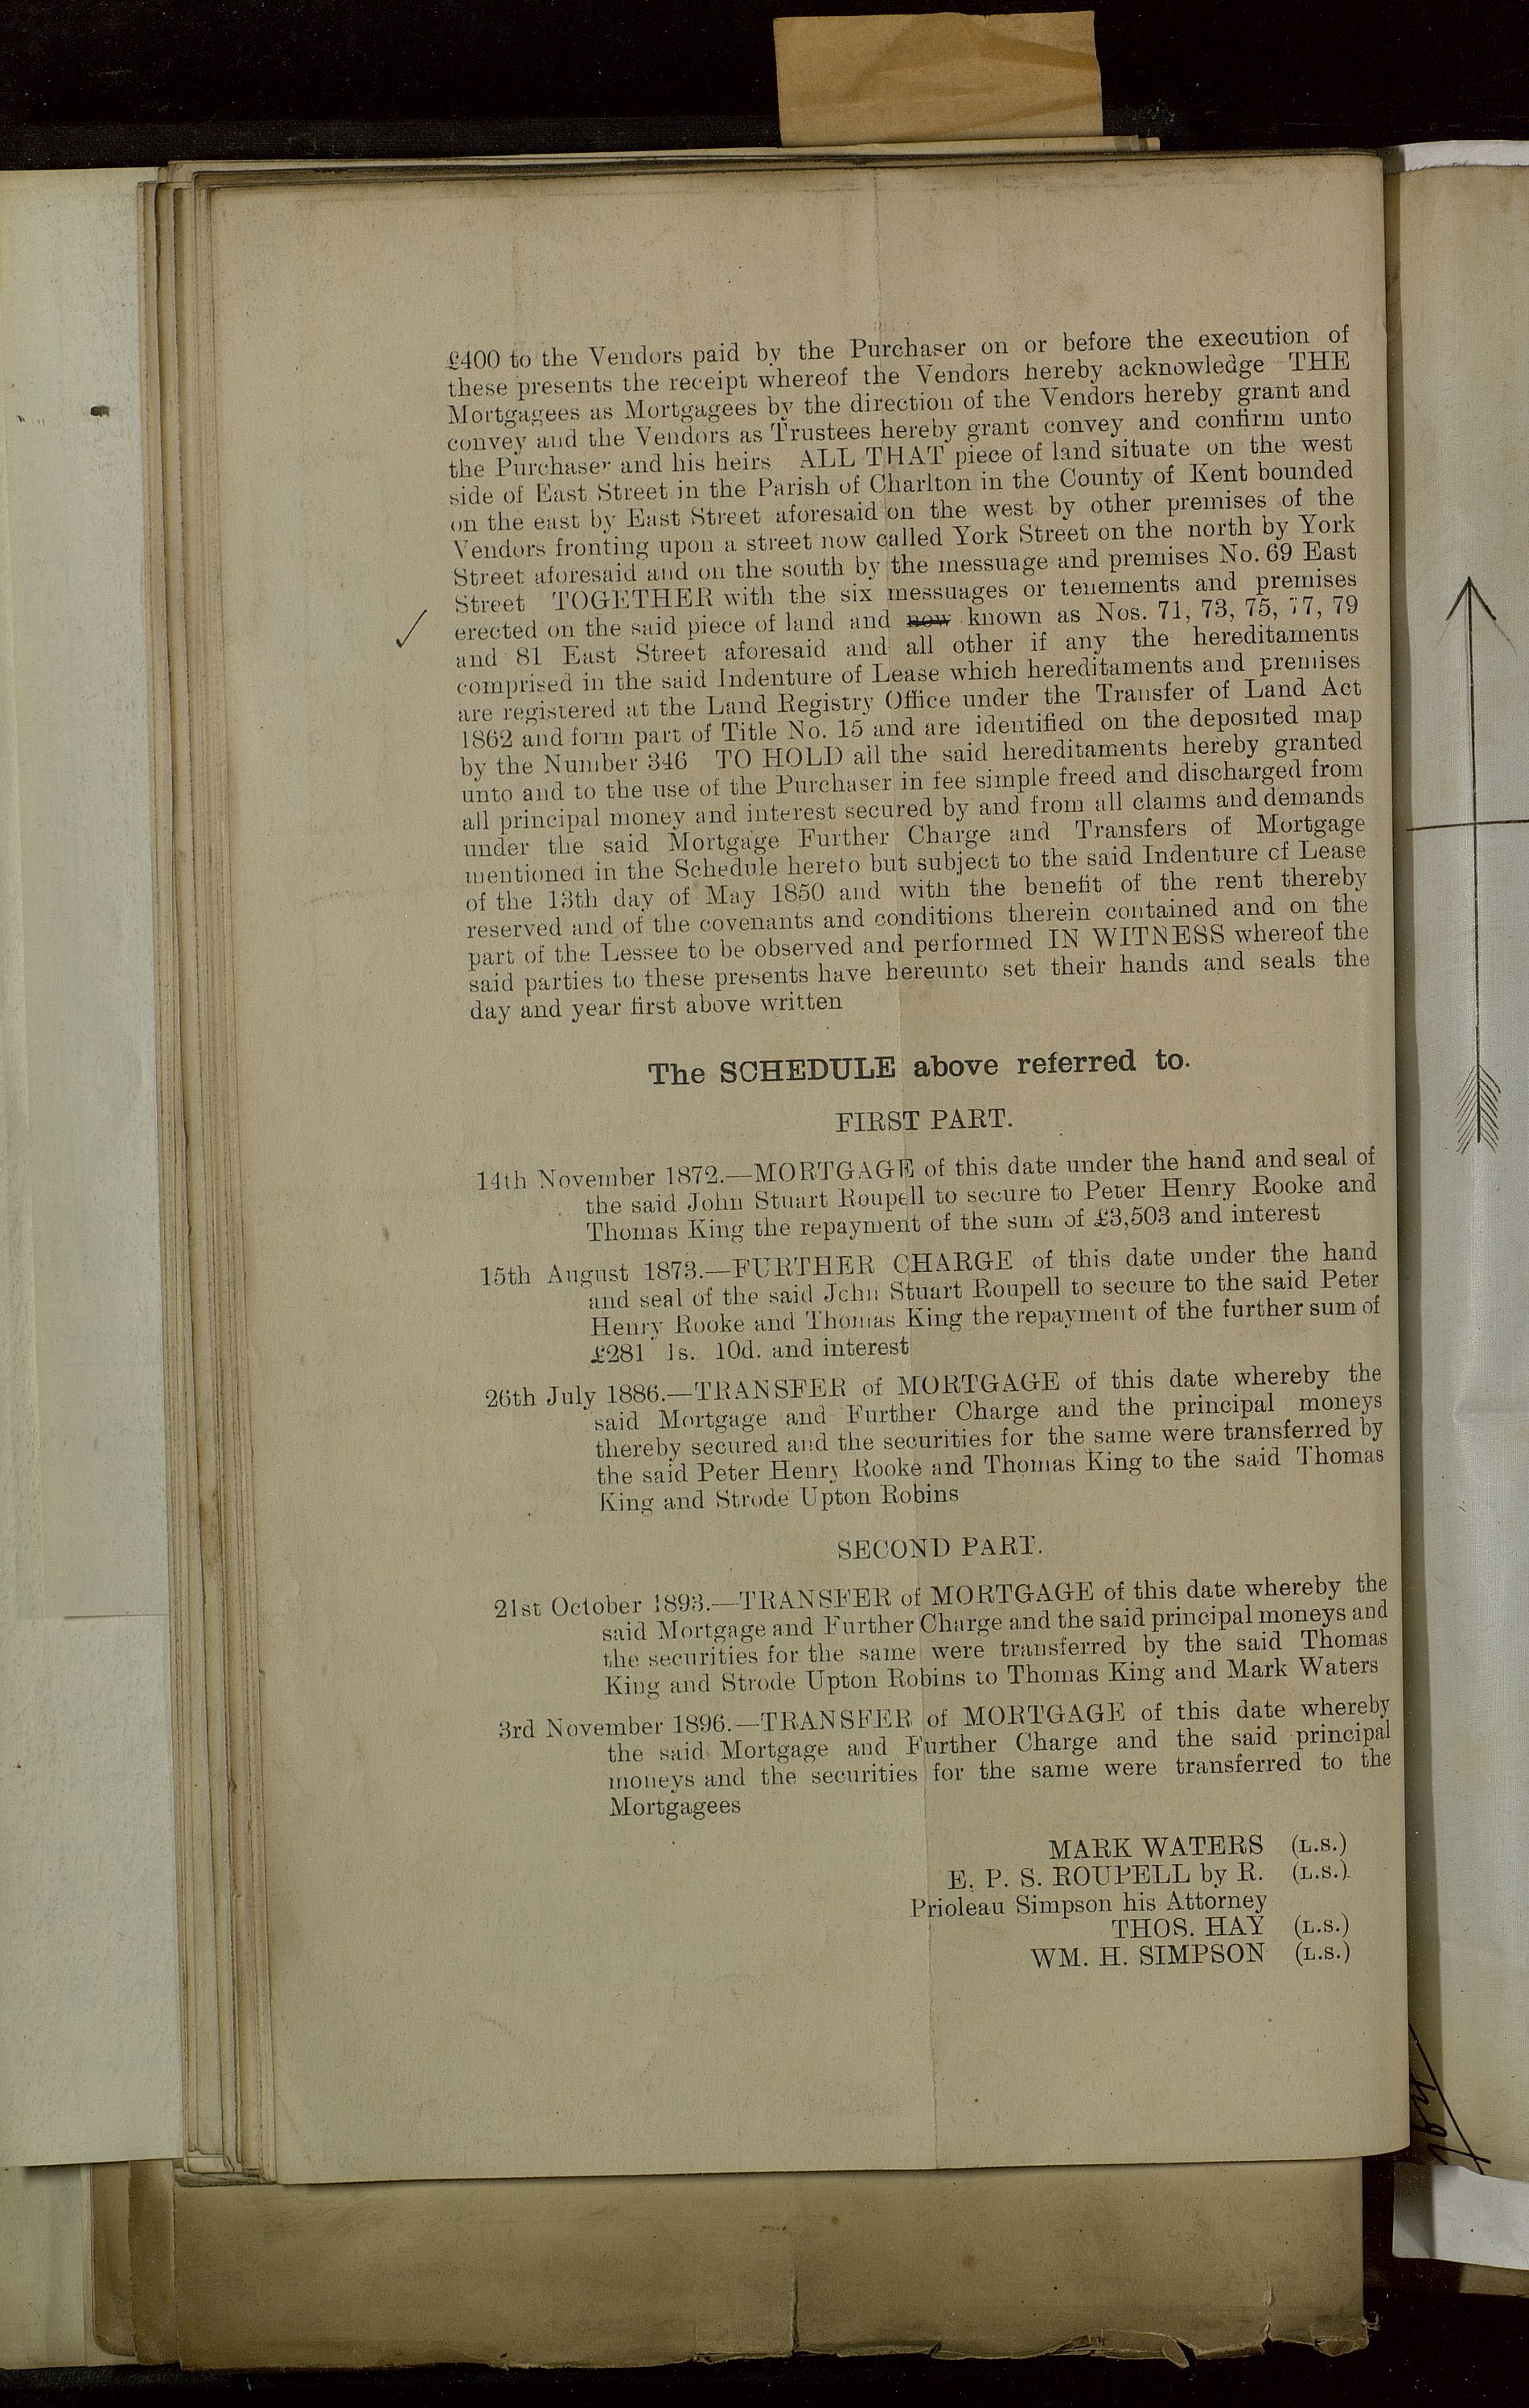 £400 to the Vendors paid by the Purchaser on or before the execution of
these presents the receipt whereof the Vendors hereby acknowledge THE
Mortgagees as Mortgagees by the direction of the Vendors hereby grant and
convey and the Vendors as Trustees hereby grant convey and confirm unto
the Purchaser and his heirs ALL THAT piece of land situate on the west
side of East Street in the Parish of Charlton in the County of Kent bounded
on the east by East Street aforesaid on the west by other premises of the
Vendors fronting upon a street now called York Street on the north by York
Street aforesaid and on the south by the messuage and premises No. 69 East
Street TOGETHER with the six messuages or tenements and premises
erected on the said piece of land and now known as Nos. 71, 73, 75, 77, 79
and 81 East Street aforesaid and all other if any the hereditaments
comprised in the said Indenture of Lease which hereditaments and premises
are registered at the Land Registry Office under the Transfer of Land Act
1862 and form part of Title No. 15 and are identified on the deposited map
by the Number 346 TO HOLD all the said hereditaments hereby granted
unto and to the use of the Purchaser in fee simple freed and discharged from
all principal money and interest secured by and from all claims and demands
under the said Mortgage Further Charge and Transfers of Mortgage
mentioned in the Schedule hereto but subject to the said Indenture of Lease
of the 13th day of May 1850 and with the benefit of the rent thereby
reserved and of the covenants and conditions therein contained and on the
part of the Lessee to be observed and performed IN WITNESS whereof the
said parties to these presents have hereunto set their hands and seals the
day and year first above written
The SCHEDULE above referred to.
FIRST PART.
14th November 1872.—MORTGAGE of this date under the hand and seal of
the said John Stuart Roupell to secure to Peter Henry Rooke and
Thomas King the repayment of the sum of £3,503 and interest
15th August 1873.—FURTHER CHARGE of this date under the hand
and seal of the said John Stuart Roupell to secure to the said Peter
Henry Rooke and Thomas King the repayment of the further sum of
£281 1s. 10d. and interest
26th July 1886.—TRANSFER of MORTGAGE of this date whereby the
said Mortgage and Further Charge and the principal moneys
thereby secured and the securities for the same were transferred by
the said Peter Henry Rooke and Thomas King to the said Thomas
King and Strode Upton Robins
SECOND PART.
21st October 1893.—TRANSFER of MORTGAGE of this date whereby the
said Mortgage and Further Charge and the said principal moneys and
the securities for the same were transferred by the said Thomas
King and Strode Upton Robins to Thomas King and Mark Waters
3rd November 1896.—TRANSFER of MORTGAGE of this date whereby
the said Mortgage and Further Charge and the said principal
moneys and the securities for the same were transferred to the
Mortgagees
MARK WATERS (L.S.)
E. P. S. ROUPELL by R. (L.S.)
Prioleau Simpson his Attorney
THOS. HAY (L.S.)
WM. H. SIMPSON (L.S.)